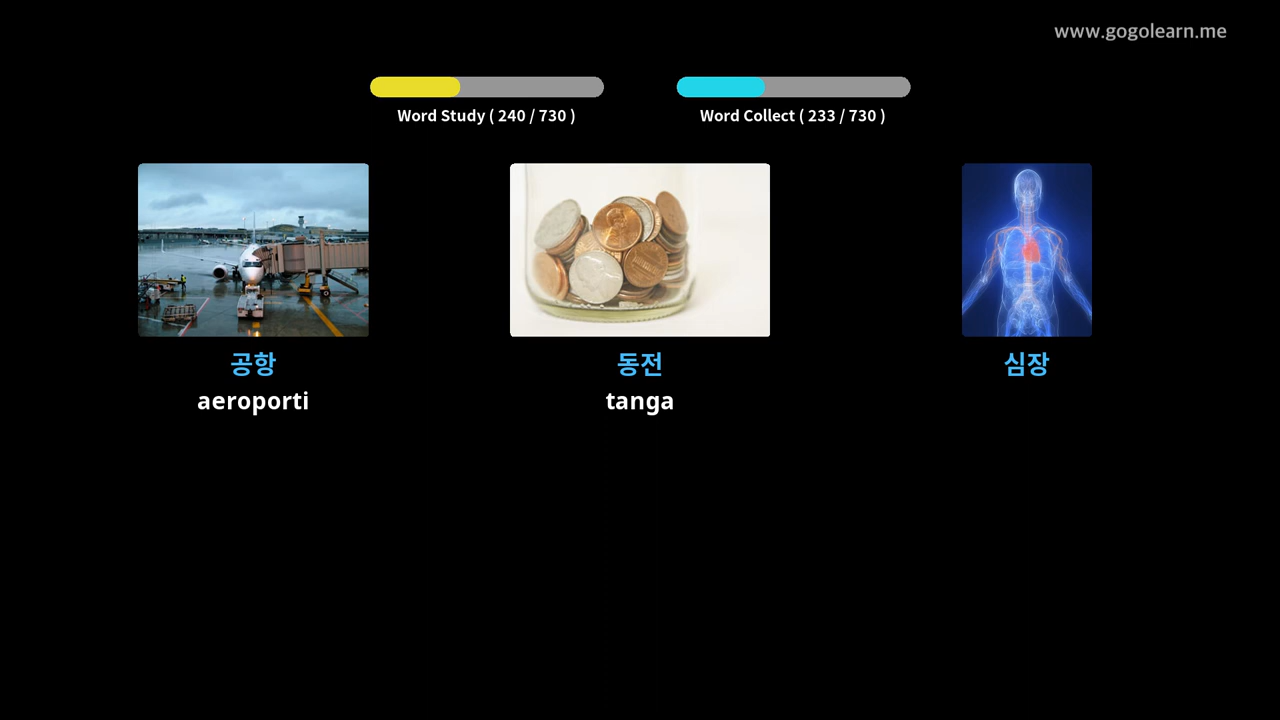 www.gogolearn.me
Word Study ( 240 / 730 )
Word Collect ( 233 / 730 )
공항
aeroporti
동전
tanga
심장